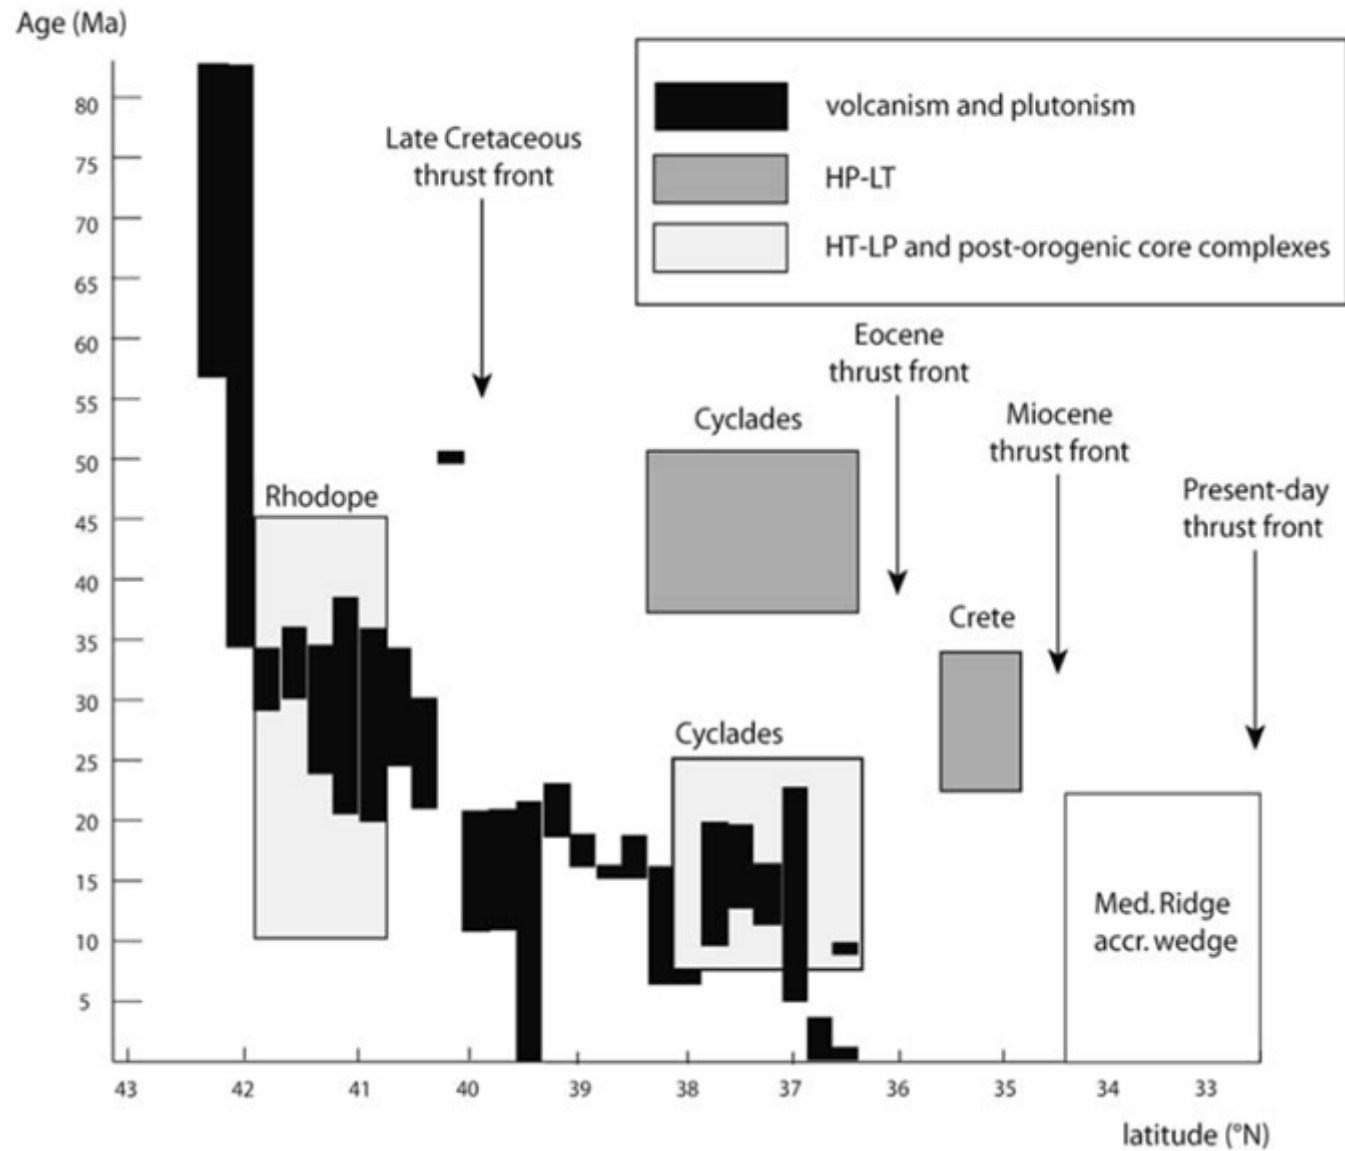 Age (Ma)
80
75
70
65
60
55
50
45
40
35
30
25
20
15
10
5
volcanism and plutonism
HP-LT
HT-LP and post-orogenic core complexes
Late Cretaceous
thrust front
Eocene
thrust front
Miocene
thrust front
Present-day
thrust front
Cyclades
Rhodope
Crete
Cyclades
Med. Ridge
accr. wedge
43
42
41
40
39
38
37
36
35
34
33
latitude (°N)